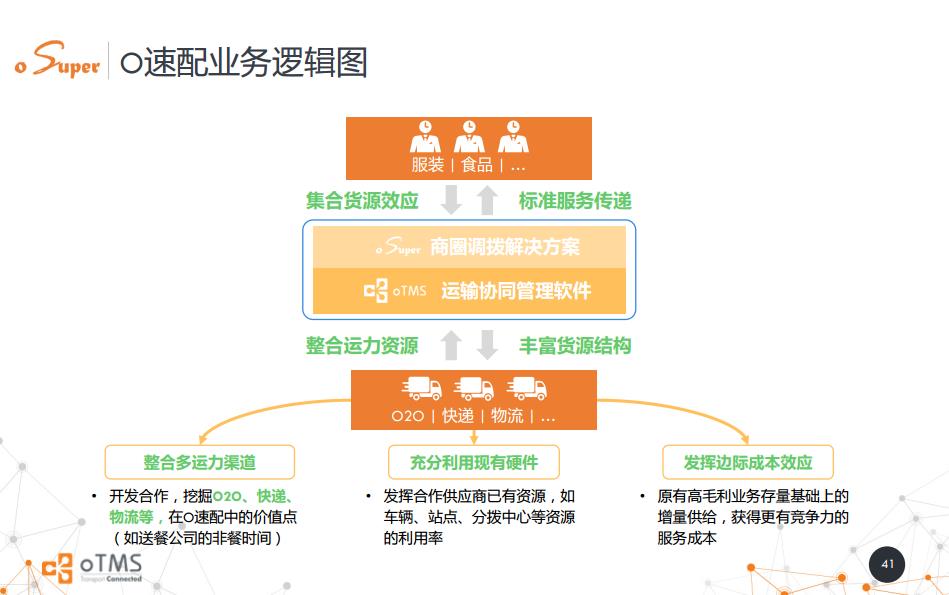 o Super
O速配业务逻辑图
服装 | 食品 | …
集合货源效应
标准服务传递
o Super 商圈调拨解决方案
oTMS 运输协同管理软件
整合运力资源
丰富货源结构
O2O | 快递 | 物流 | …
整合多运力渠道
• 开发合作，挖掘O2O、快递、
物流等，在O速配中的价值点
（如送餐公司的非餐时间）
充分利用现有硬件
• 发挥合作供应商已有资源，如
车辆、站点、分拨中心等资源
的利用率
发挥边际成本效应
• 原有高毛利业务存量基础上的
增量供给，获得更有竞争力的
服务成本
oTMS
Transport Connected
41